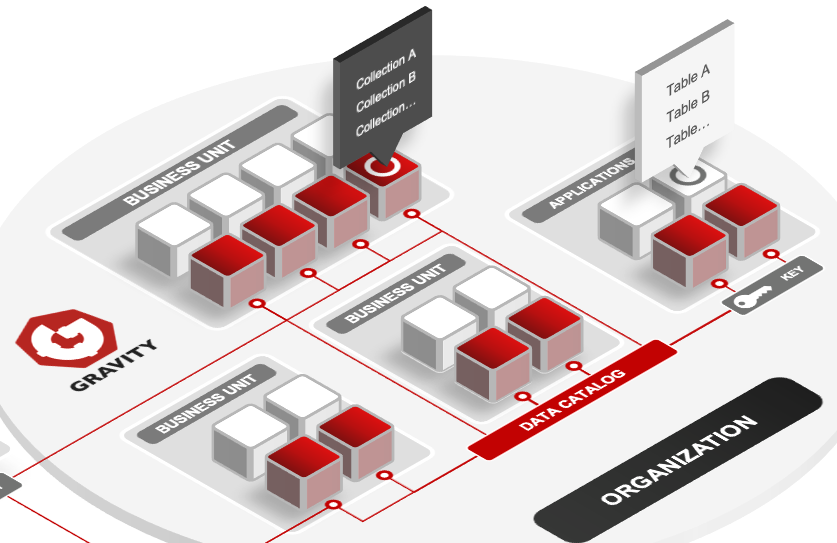 Collection A
Collection B
Collection...
Table A
Table B
Table...
BUSINESS UNIT
APPLICATIONS
BUSINESS UNIT
KEY
GRAVITY
BUSINESS UNIT
DATA CATALOG
ORGANIZATION